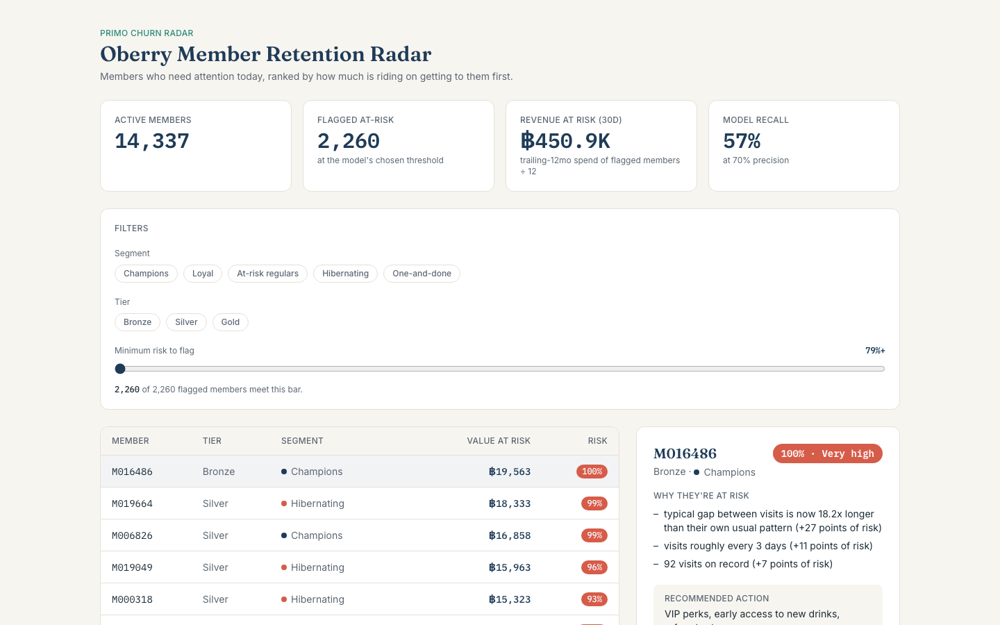 PRIMO CHURN RADAR
Oberry Member Retention Radar
Members who need attention today, ranked by how much is riding on getting to them first.
ACTIVE MEMBERS
14,337
FLAGGED AT-RISK
2,260
at the model's chosen threshold
REVENUE AT RISK (30D)
฿450.9K
trailing-12mo spend of flagged members
÷ 12
MODEL RECALL
57%
at 70% precision
FILTERS
Segment
Champions Loyal At-risk regulars Hibernating One-and-done
Tier
Bronze Silver Gold
Minimum risk to flag 79%+
2,260 of 2,260 flagged members meet this bar.
MEMBER TIER SEGMENT VALUE AT RISK RISK
M016486 Bronze Champions ฿19,563 100%
M019664 Silver Hibernating ฿18,333 99%
M006826 Silver Champions ฿16,858 99%
M019049 Silver Hibernating ฿15,963 96%
M000318 Silver Hibernating ฿15,323 93%
M016486 100% · Very high
Bronze · Champions
WHY THEY'RE AT RISK
– typical gap between visits is now 18.2x longer
than their own usual pattern (+27 points of risk)
– visits roughly every 3 days (+11 points of risk)
– 92 visits on record (+7 points of risk)
RECOMMENDED ACTION
VIP perks, early access to new drinks,